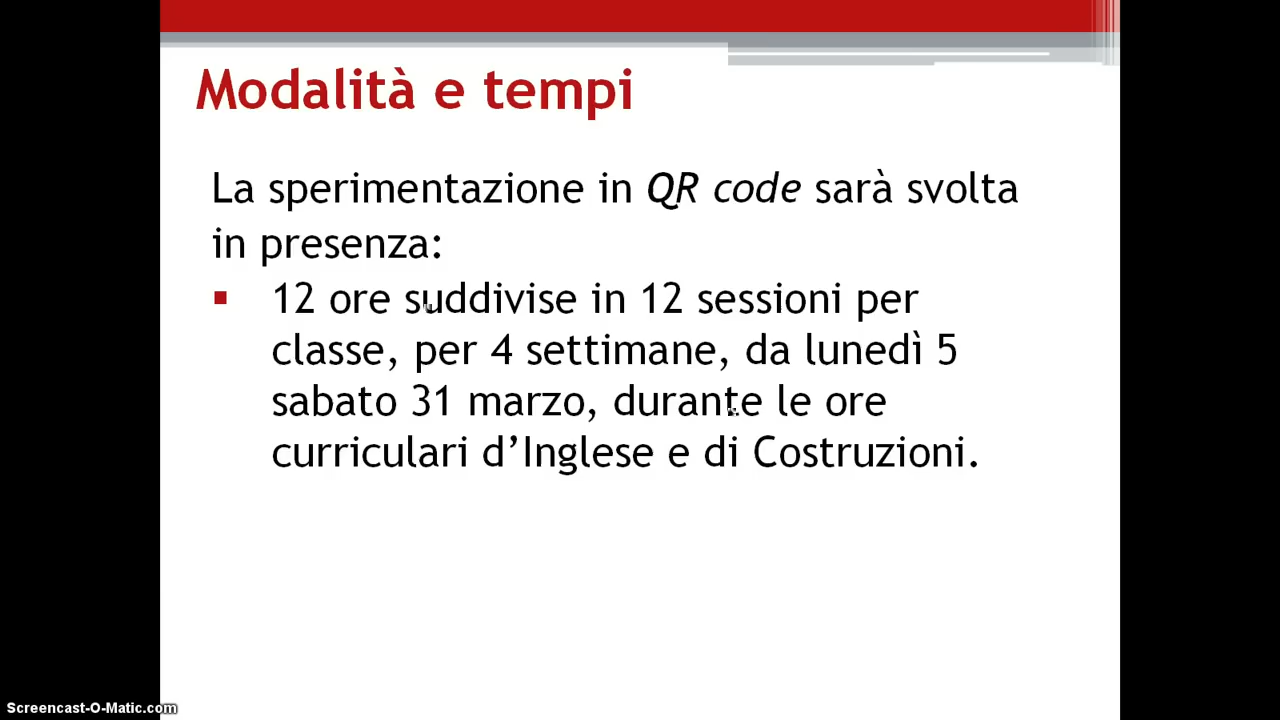 Modalità e tempi
La sperimentazione in QR code sarà svolta
in presenza:
▪ 12 ore suddivise in 12 sessioni per
classe, per 4 settimane, da lunedì 5
sabato 31 marzo, durante le ore
curriculari d’Inglese e di Costruzioni.
Screencast-O-Matic.com